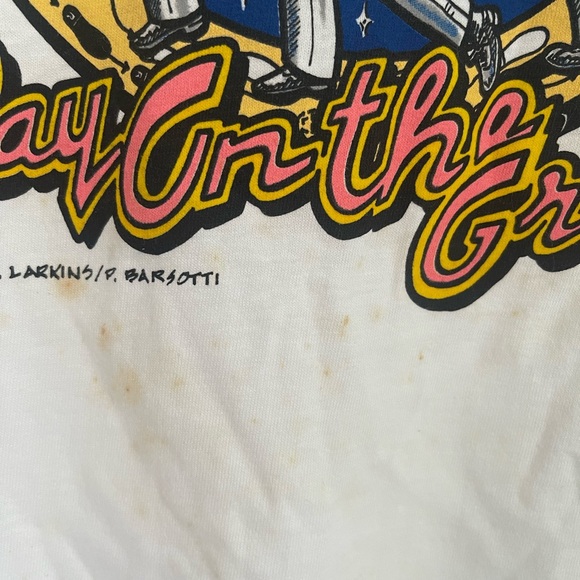 ay On the
Gr
. LARKINS/P. BARSOTTI